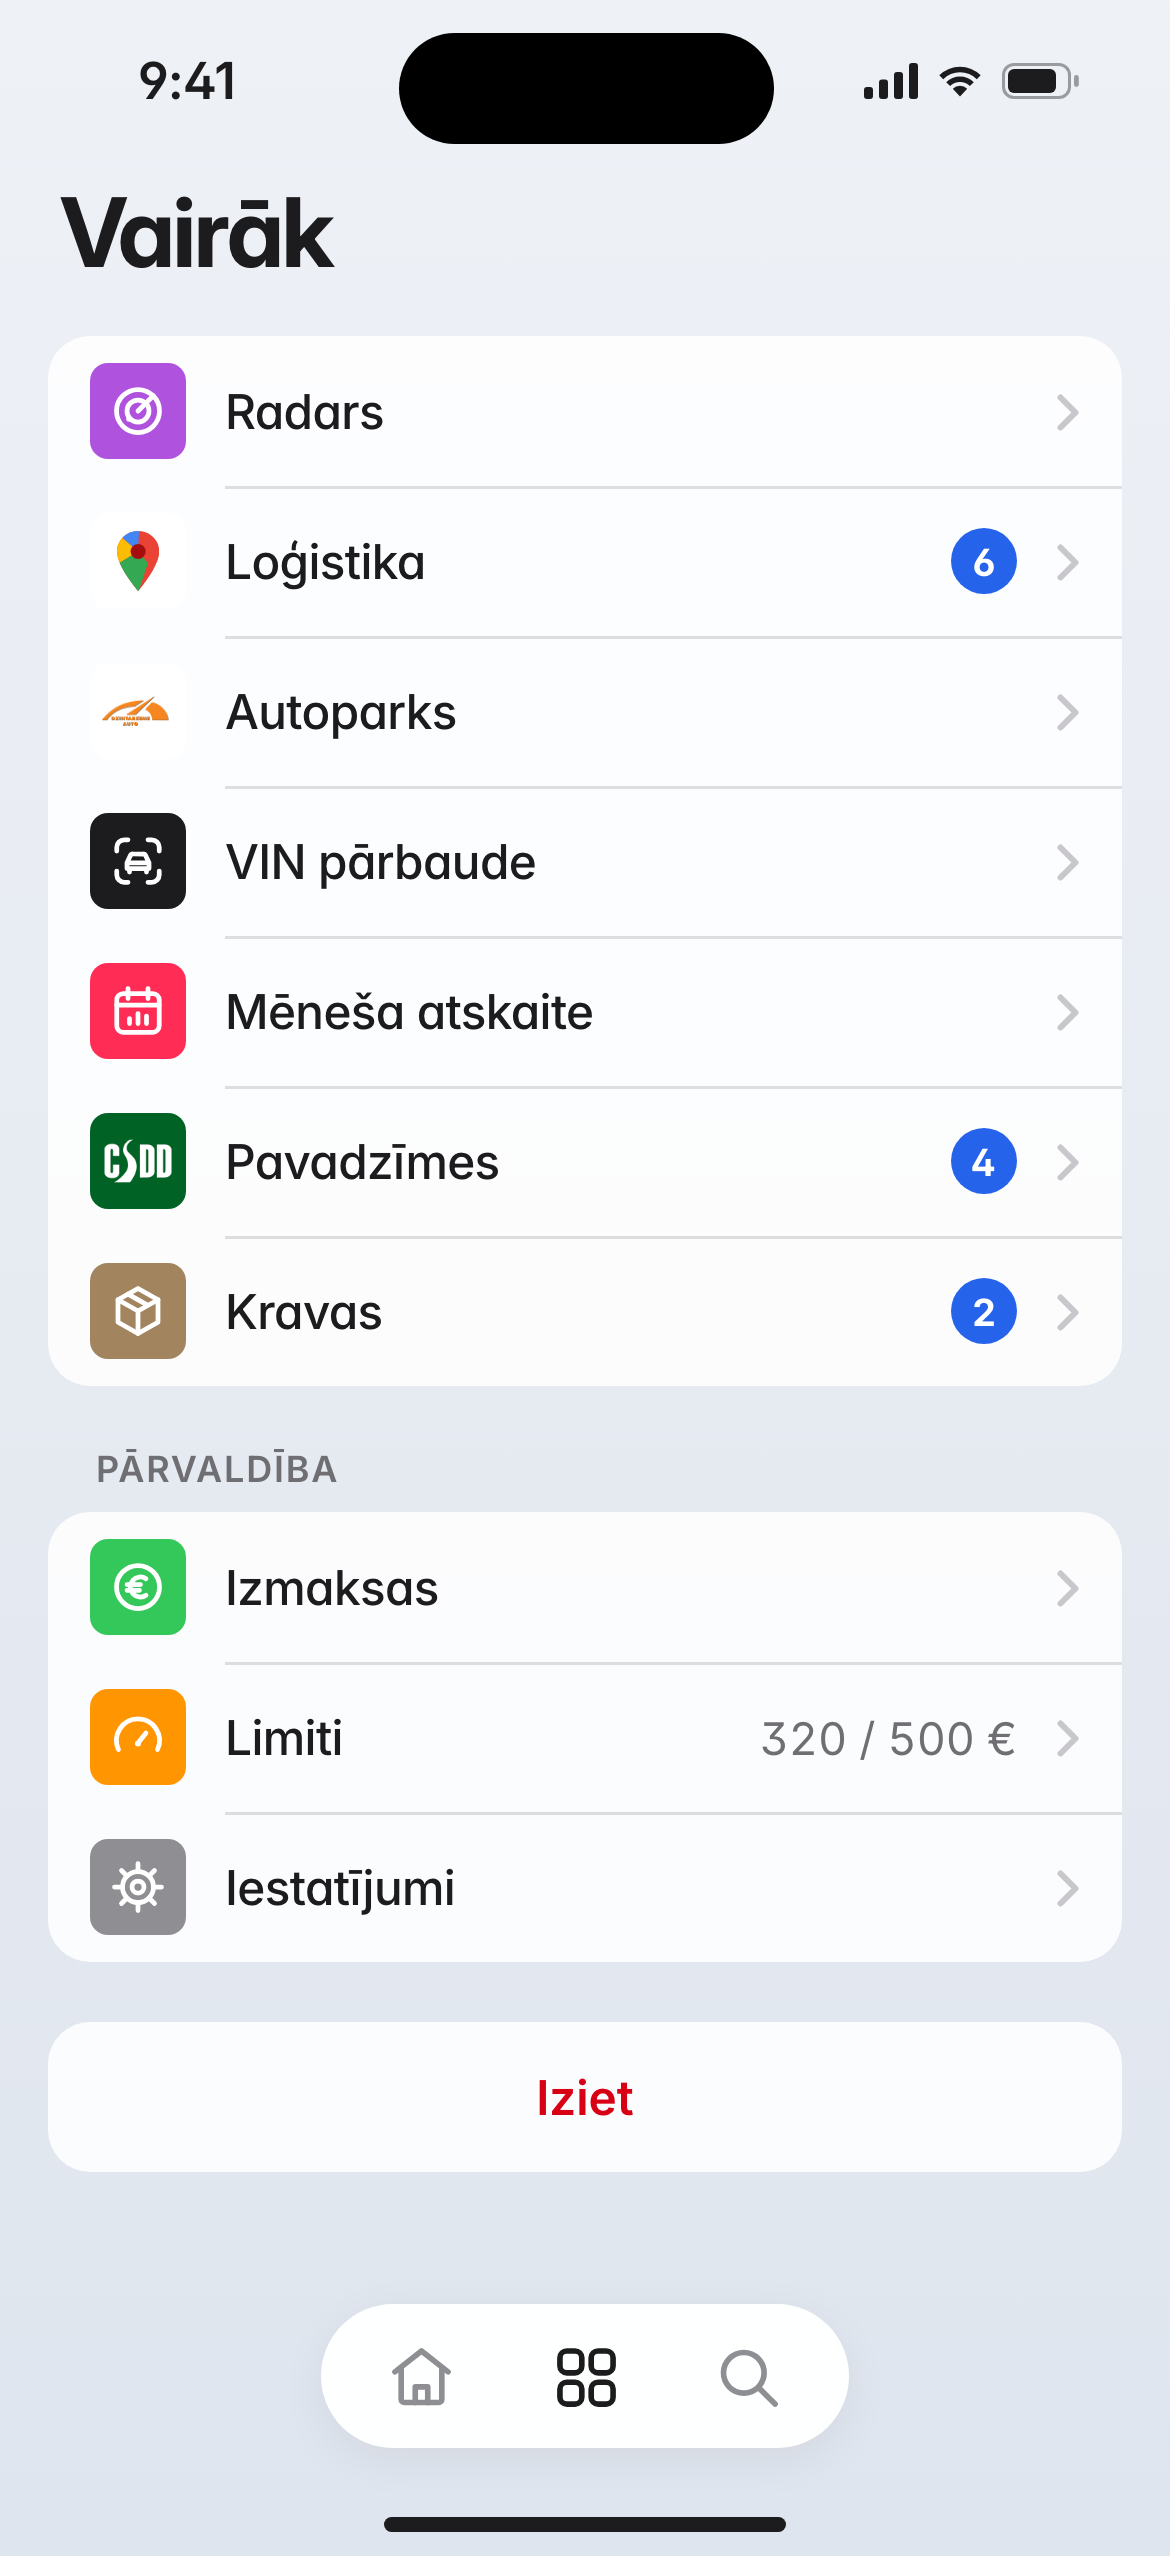 9:41
Vairāk
Radars
Loģistika 6
AUTO
Autoparks
VIN pārbaude
Mēneša atskaite
CSDD Pavadzīmes 4
Kravas 2
PĀRVALDĪBA
Izmaksas
Limiti 320 / 500 €
Iestatījumi
Iziet